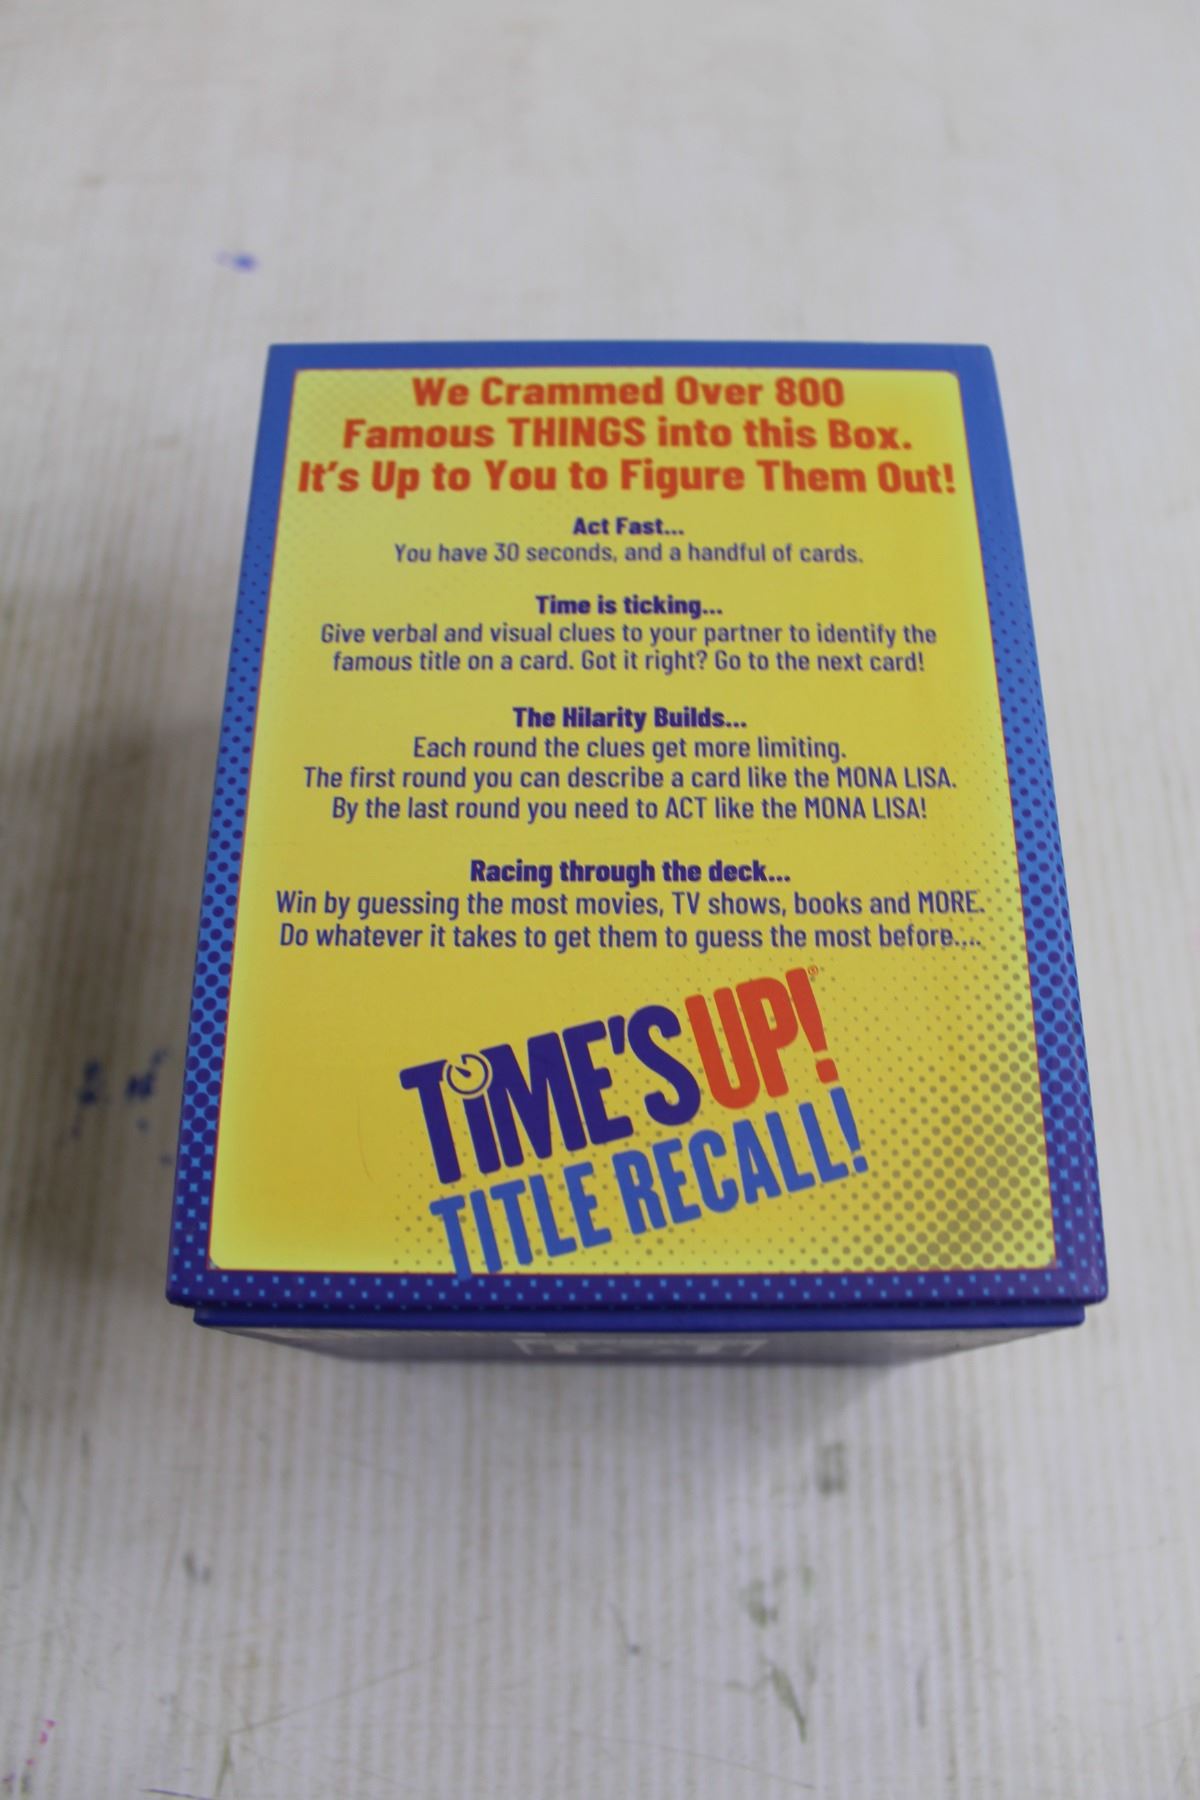 We Crammed Over 800
Famous THINGS into this Box.
It's Up to You to Figure Them Out!
Act Fast...
You have 30 seconds, and a handful of cards.
Time is ticking...
Give verbal and visual clues to your partner to identify the
famous title on a card. Got it right? Go to the next card!
The Hilarity Builds...
Each round the clues get more limiting.
The first round you can describe a card like the MONA LISA.
By the last round you need to ACT like the MONA LISA!
Racing through the deck...
Win by guessing the most movies, TV shows, books and MORE.
Do whatever it takes to get them to guess the most before....
TIME'S UP!®
TITLE RECALL!